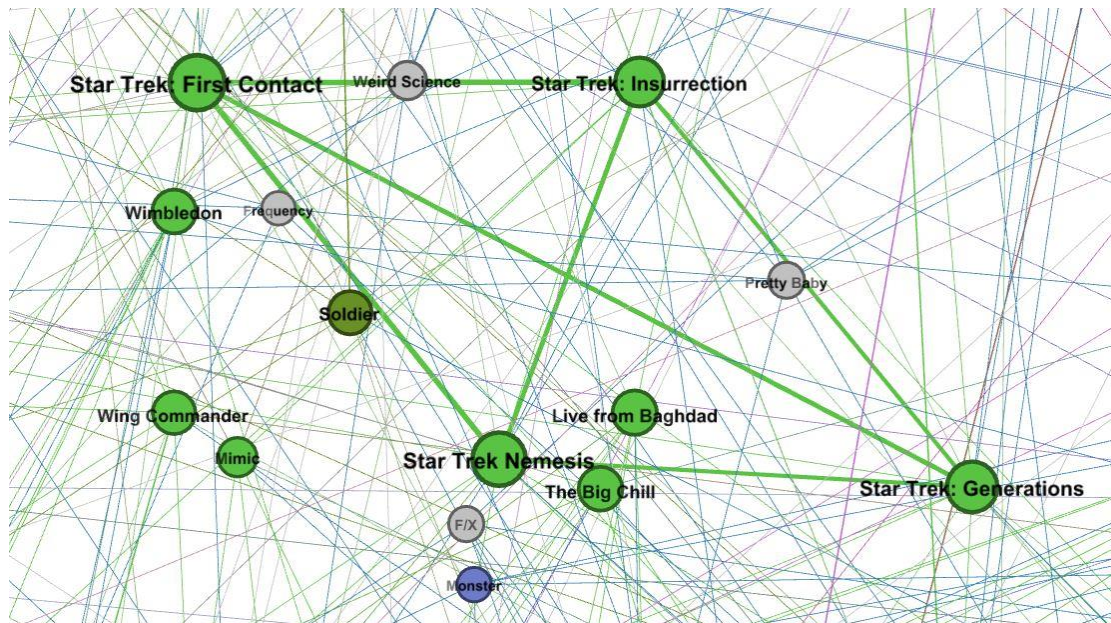 Star Trek: First Contact
Weird Science
Star Trek: Insurrection
Wimbledon
Frequency
Pretty Baby
Soldier
Wing Commander
Live from Baghdad
Mimic
Star Trek Nemesis
The Big Chill
Star Trek: Generations
F/X
Monster